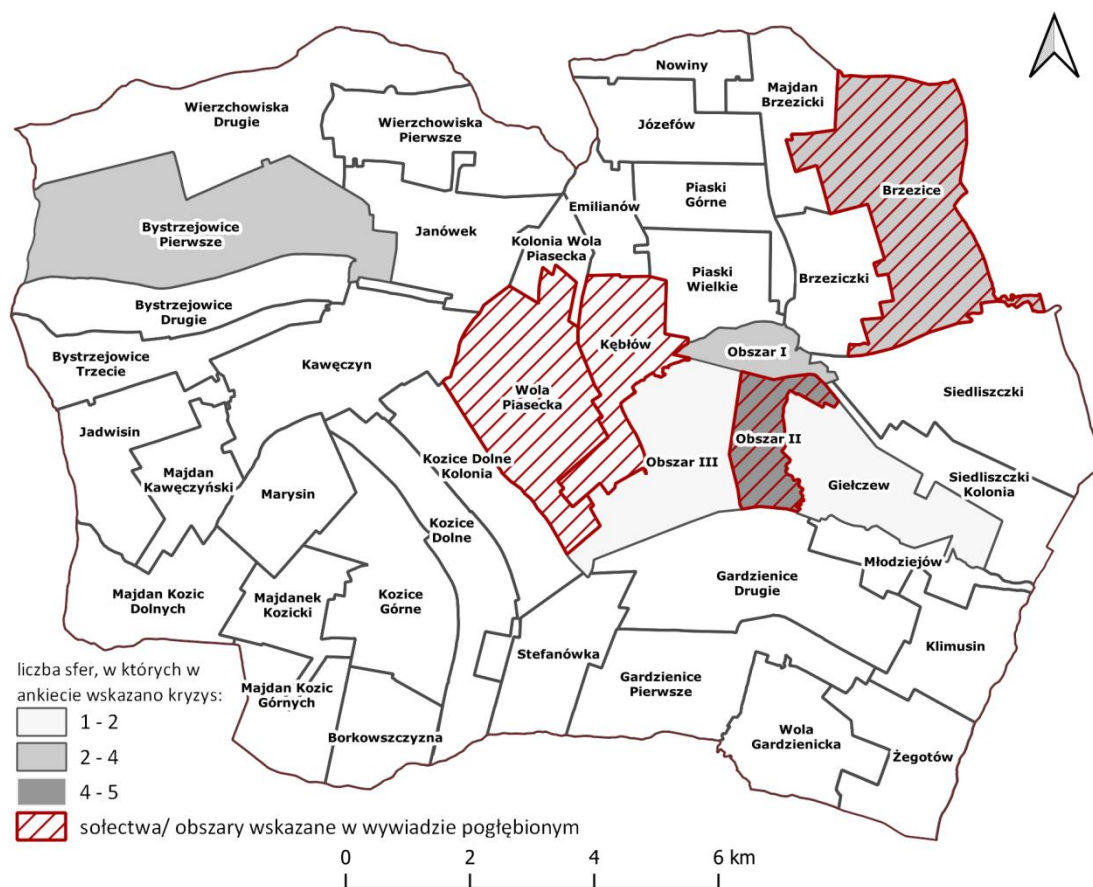 Nowiny
Majdan
Brzezicki
Wierzchowiska
Drugie
Wierzchowiska
Pierwsze
Józefów
Brzezice
Piaski
Górne
Emilianów
Bystrzejowice
Pierwsze
Janówek
Kolonia Wola
Piasecka
Piaski
Wielkie
Brzeziczki
Bystrzejowice
Drugie
Kębłów
Obszar I
Bystrzejowice
Trzecie
Kawęczyn
Siedliszczki
Wola
Piasecka
Jadwisin
Obszar II
Majdan
Kawęczyński
Kozice Dolne
Kolonia
Obszar III
Marysin
Giełczew
Siedliszczki
Kolonia
Kozice
Dolne
Młodziejów
Gardzienice
Drugie
Majdan Kozic
Dolnych
Majdanek
Kozicki
Kozice
Górne
Klimusin
Stefanówka
Gardzienice
Pierwsze
Majdan Kozic
Górnych
Borkowszczyzna
Wola
Gardzienicka
Żegotów
liczba sfer, w których w
ankiecie wskazano kryzys:
1 - 2
2 - 4
4 - 5
sołectwa/ obszary wskazane w wywiadzie pogłębionym
0 2 4 6 km